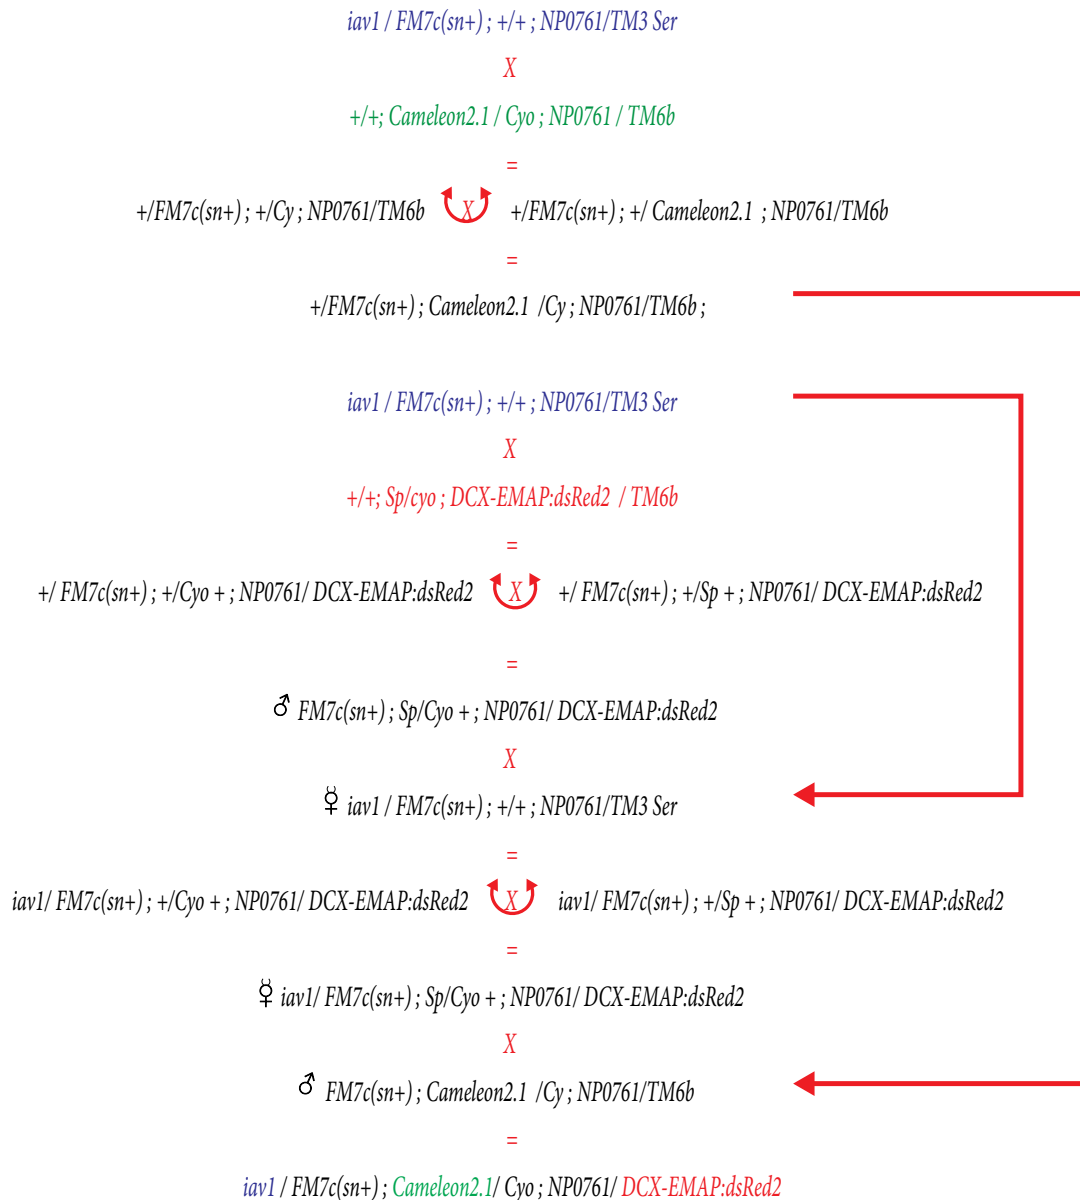 iav1 / FM7c(sn+) ; +/+ ; NP0761/TM3 Ser
X
+/+; Cameleon2.1 / Cyo ; NP0761 / TM6b
=
+/FM7c(sn+) ; +/Cy ; NP0761/TM6b X +/FM7c(sn+) ; +/ Cameleon2.1 ; NP0761/TM6b
=
+/FM7c(sn+) ; Cameleon2.1 /Cy ; NP0761/TM6b ;
iav1 / FM7c(sn+) ; +/+ ; NP0761/TM3 Ser
X
+/+; Sp/cyo ; DCX-EMAP:dsRed2 / TM6b
=
+/ FM7c(sn+) ; +/Cyo + ; NP0761/ DCX-EMAP:dsRed2 X +/ FM7c(sn+) ; +/Sp + ; NP0761/ DCX-EMAP:dsRed2
=
♂ FM7c(sn+) ; Sp/Cyo + ; NP0761/ DCX-EMAP:dsRed2
X
☿ iav1 / FM7c(sn+) ; +/+ ; NP0761/TM3 Ser
=
iav1/ FM7c(sn+) ; +/Cyo + ; NP0761/ DCX-EMAP:dsRed2 X iav1/ FM7c(sn+) ; +/Sp + ; NP0761/ DCX-EMAP:dsRed2
=
☿ iav1/ FM7c(sn+) ; Sp/Cyo + ; NP0761/ DCX-EMAP:dsRed2
X
♂ FM7c(sn+) ; Cameleon2.1 /Cy ; NP0761/TM6b
=
iav1 / FM7c(sn+) ; Cameleon2.1/ Cyo ; NP0761/ DCX-EMAP:dsRed2